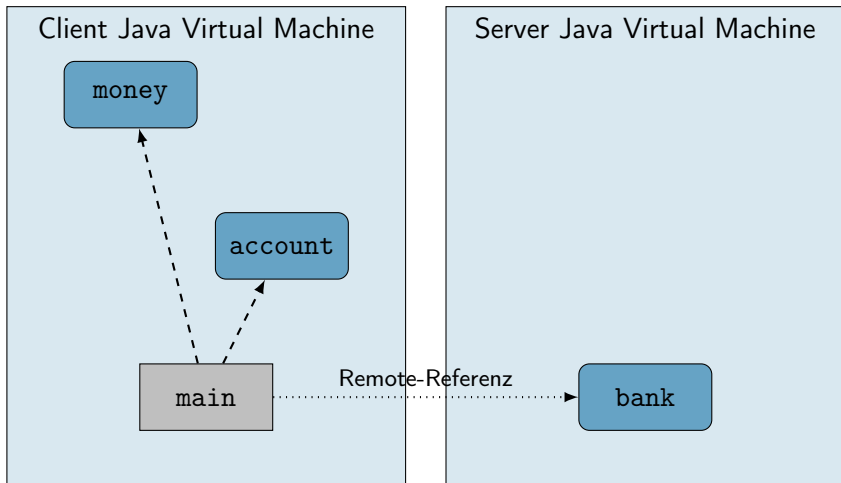 Client Java Virtual Machine
Server Java Virtual Machine
money
account
main
Remote-Referenz
bank